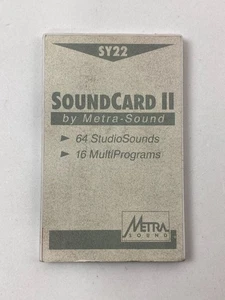 SY22
SOUNDCARD II
by Metra-Sound
► 64 StudioSounds
► 16 MultiPrograms
METRA
SOUND